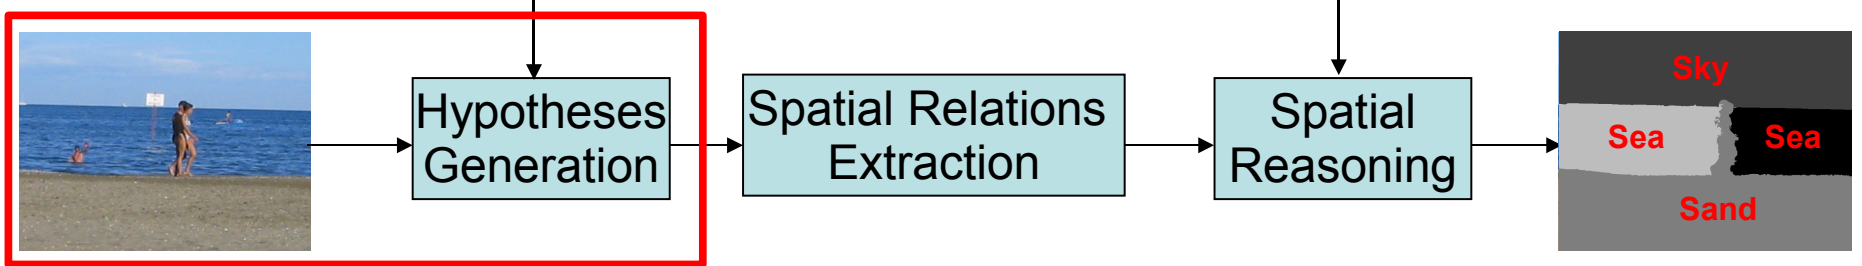 Hypotheses
Generation
Spatial Relations
Extraction
Spatial
Reasoning
Sky
Sea
Sea
Sand